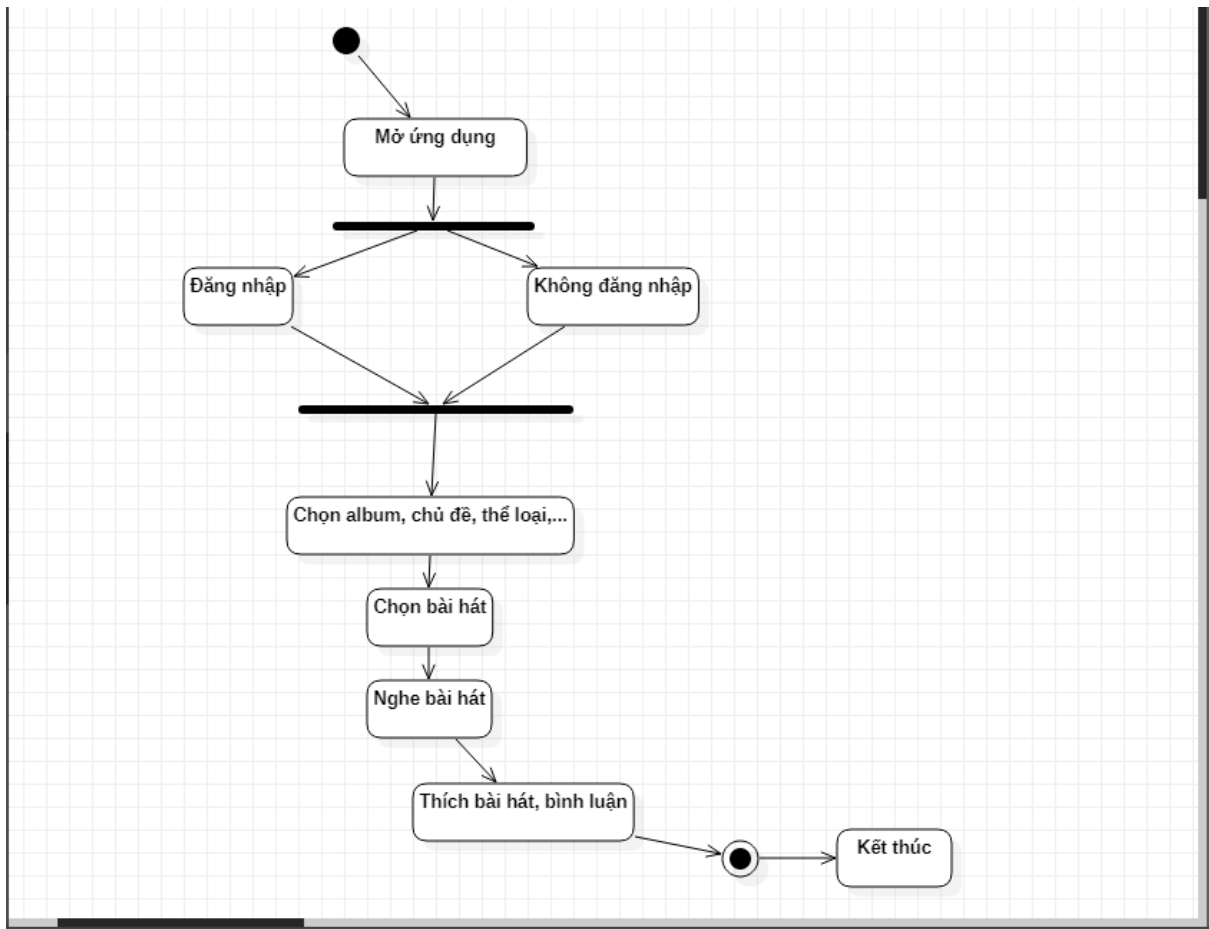 Mở ứng dụng
Đăng nhập
Không đăng nhập
Chọn album, chủ đề, thể loại,...
Chọn bài hát
Nghe bài hát
Thích bài hát, bình luận
Kết thúc